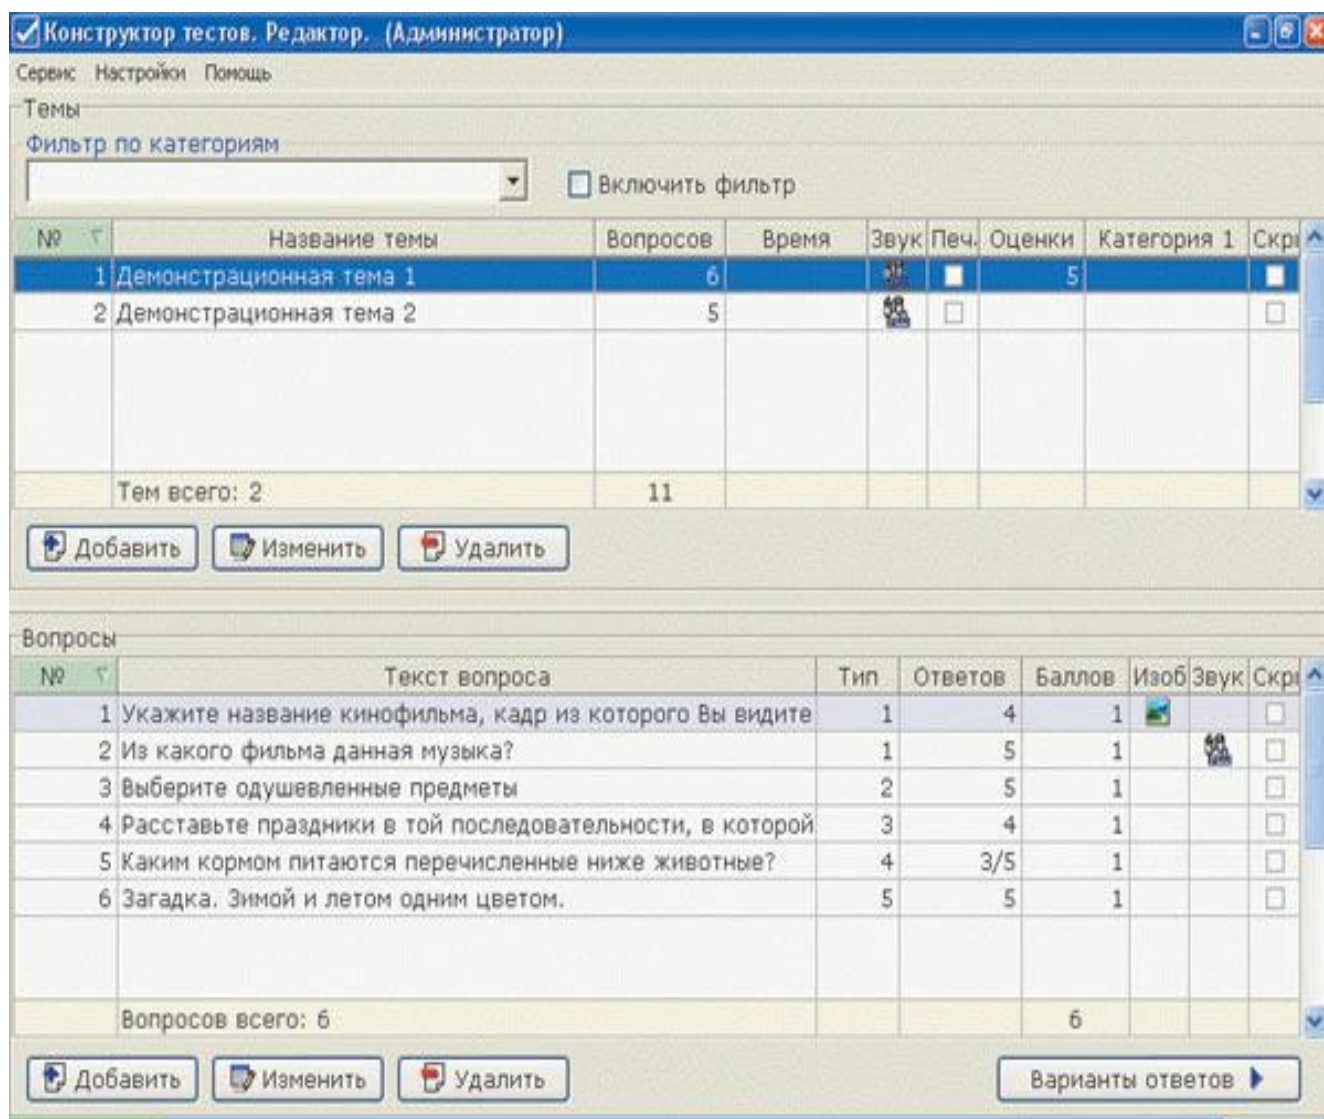 Конструктор тестов. Редактор. (Администратор)
Сервис Настройки Помощь
Темы
Фильтр по категориям
Включить фильтр
№ Название темы Вопросов Время Звук Печ. Оценки Категория 1 Скры
1 Демонстрационная тема 1 6 5
2 Демонстрационная тема 2 5
Тем всего: 2 11
Добавить Изменить Удалить
Вопросы
№ Текст вопроса Тип Ответов Баллов Изоб Звук Скры
1 Укажите название кинофильма, кадр из которого Вы видите 1 4 1
2 Из какого фильма данная музыка? 1 5 1
3 Выберите одушевленные предметы 2 5 1
4 Расставьте праздники в той последовательности, в которой 3 4 1
5 Каким кормом питаются перечисленные ниже животные? 4 3/5 1
6 Загадка. Зимой и летом одним цветом. 5 5 1
Вопросов всего: 6 6
Добавить Изменить Удалить Варианты ответов